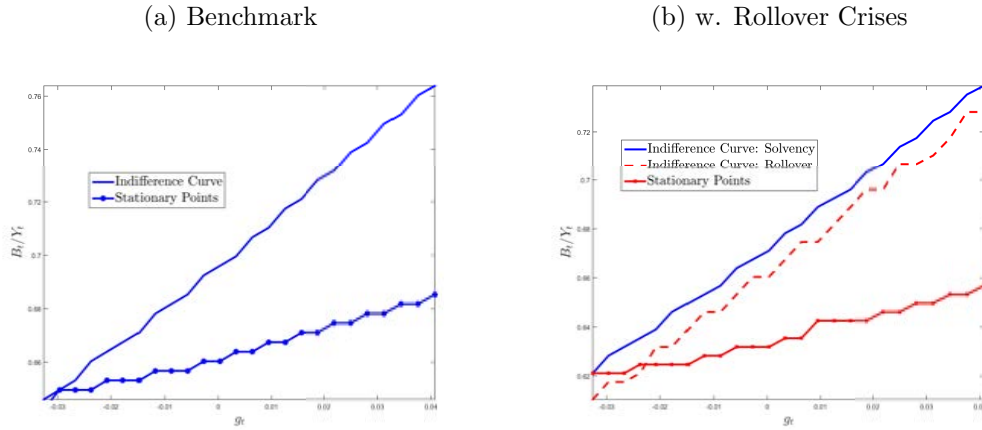 (a) Benchmark
0.76
0.74
0.72
0.7
0.68
0.66
B_t/Y_t
Indifference Curve
Stationary Points
-0.03 -0.02 -0.01 0 0.01 0.02 0.03 0.04
g_t
(b) w. Rollover Crises
0.72
0.7
0.68
0.66
0.64
0.62
B_t/Y_t
Indifference Curve: Solvency
Indifference Curve: Rollover
Stationary Points
-0.03 -0.02 -0.01 0 0.01 0.02 0.03 0.04
g_t